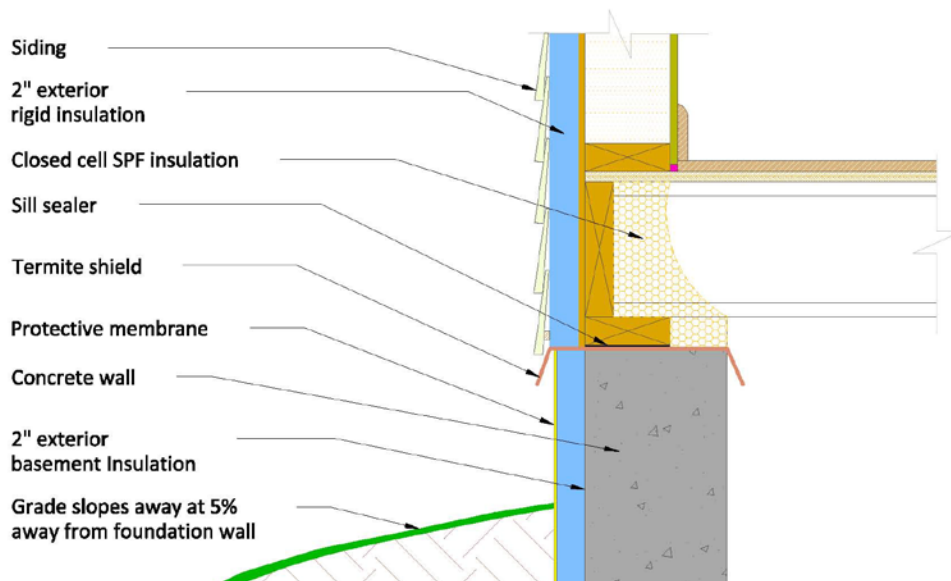 Siding
2" exterior
rigid insulation
Closed cell SPF insulation
Sill sealer
Termite shield
Protective membrane
Concrete wall
2" exterior
basement Insulation
Grade slopes away at 5%
away from foundation wall